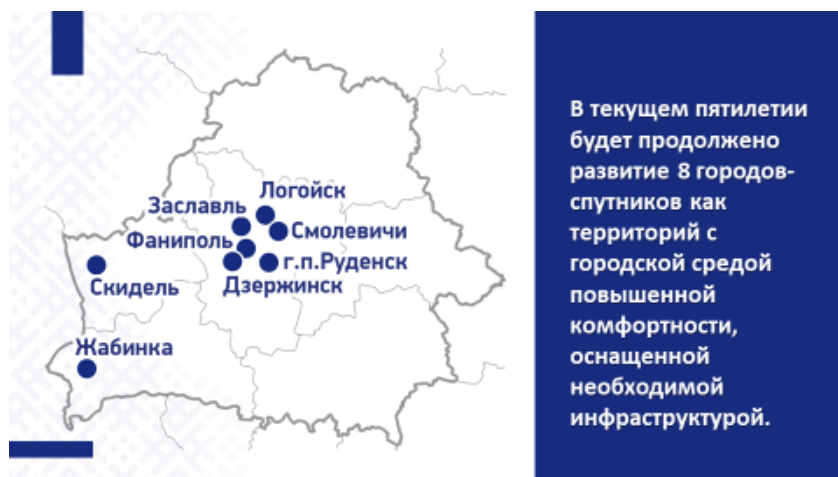 Логойск
Заславль
Смолевичи
Фаниполь
г.п.Руденск
Дзержинск
Скидель
Жабинка
В текущем пятилетии
будет продолжено
развитие 8 городов-
спутников как
территорий с
городской средой
повышенной
комфортности,
оснащенной
необходимой
инфраструктурой.